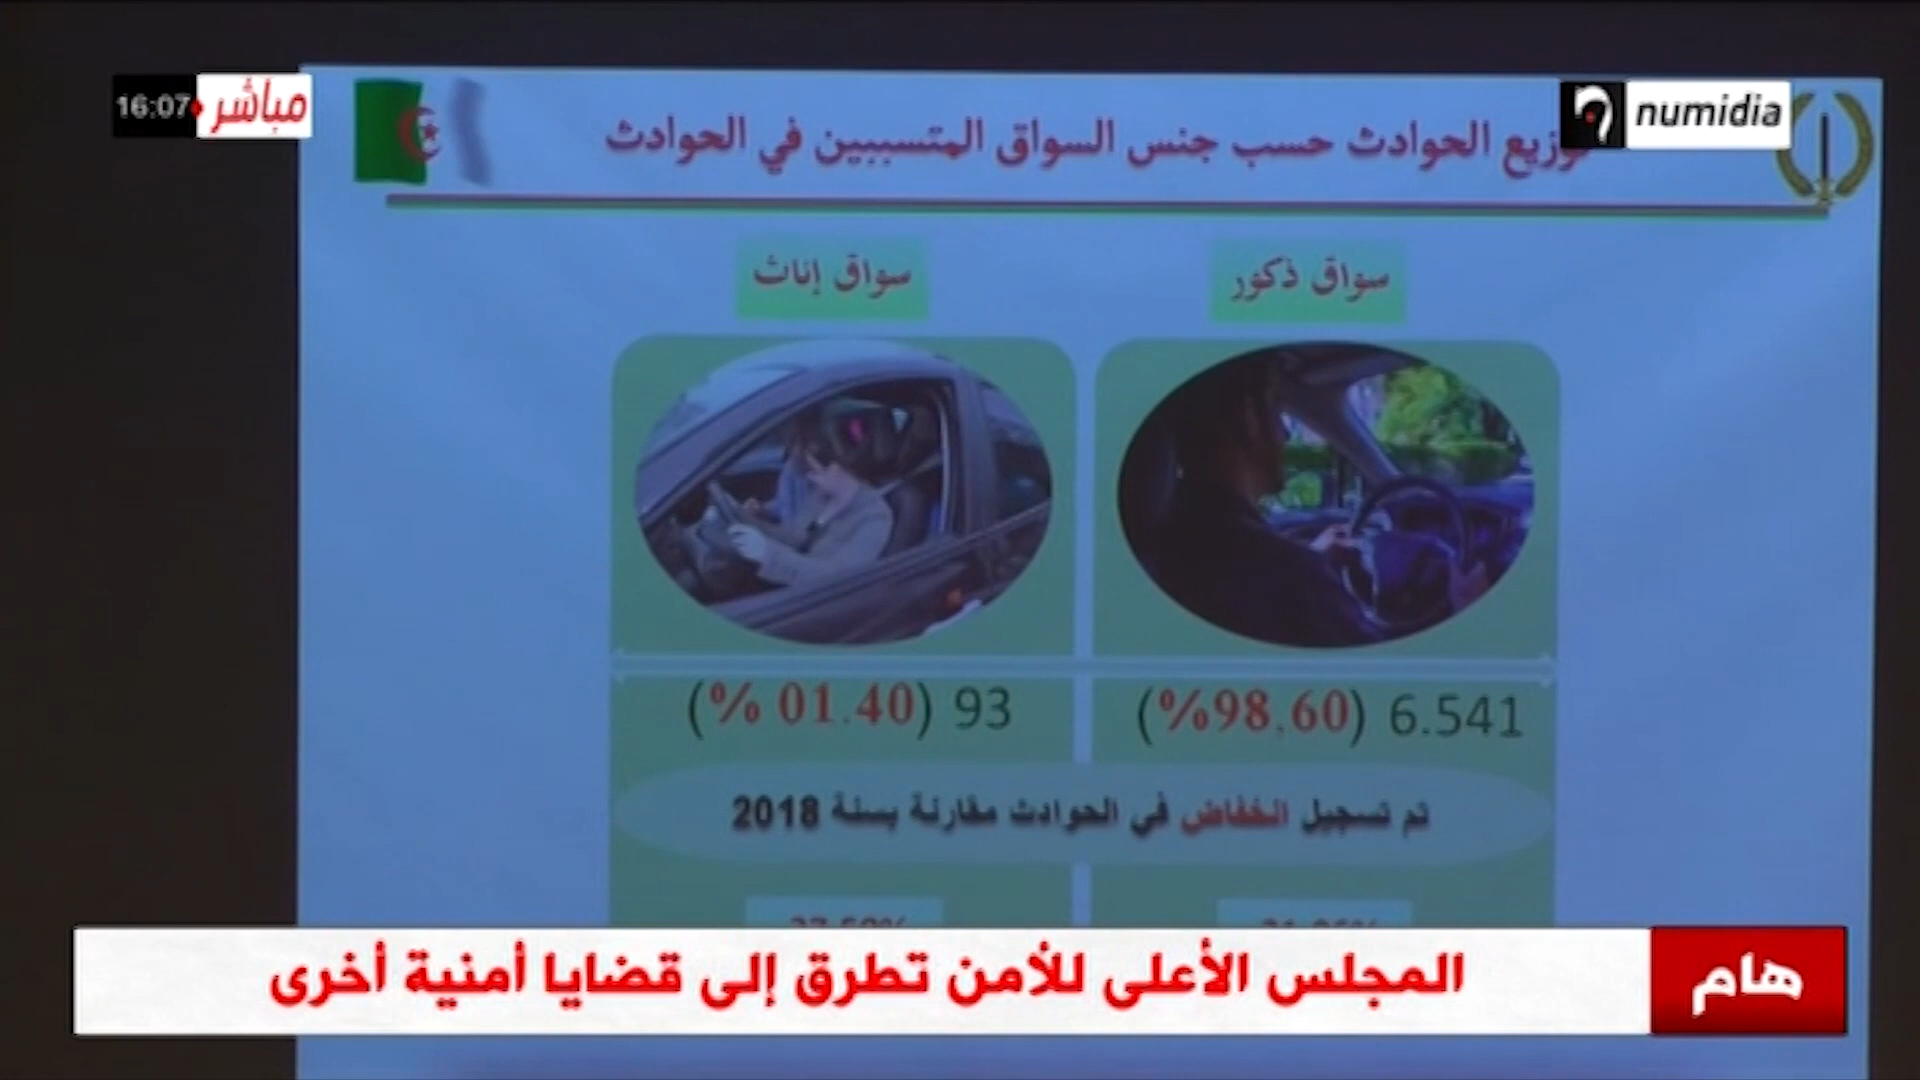 16:07 مباشر
numidia
توزيع الحوادث حسب جنس السواق المتسببين في الحوادث
سواق ذكور
سواق إناث
6.541 (98.60%)
93 (01.40 %)
تم تسجيل انخفاض في الحوادث مقارنة بسنة 2018
هام
المجلس الأعلى للأمن تطرق إلى قضايا أمنية أخرى